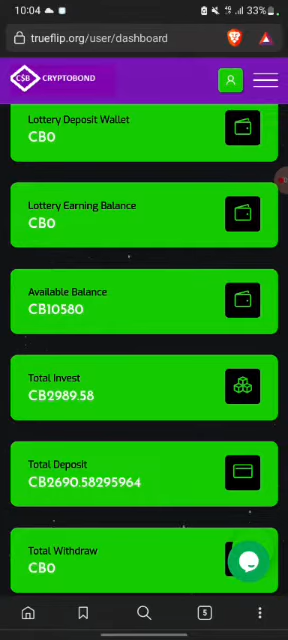 10:04
33%
trueflip.org/user/dashboard
C$B CRYPTOBOND
Lottery Deposit Wallet
CB0
Lottery Earning Balance
CB0
Available Balance
CB10580
Total Invest
CB2989.58
Total Deposit
CB2690.58295964
Total Withdraw
CB0
5